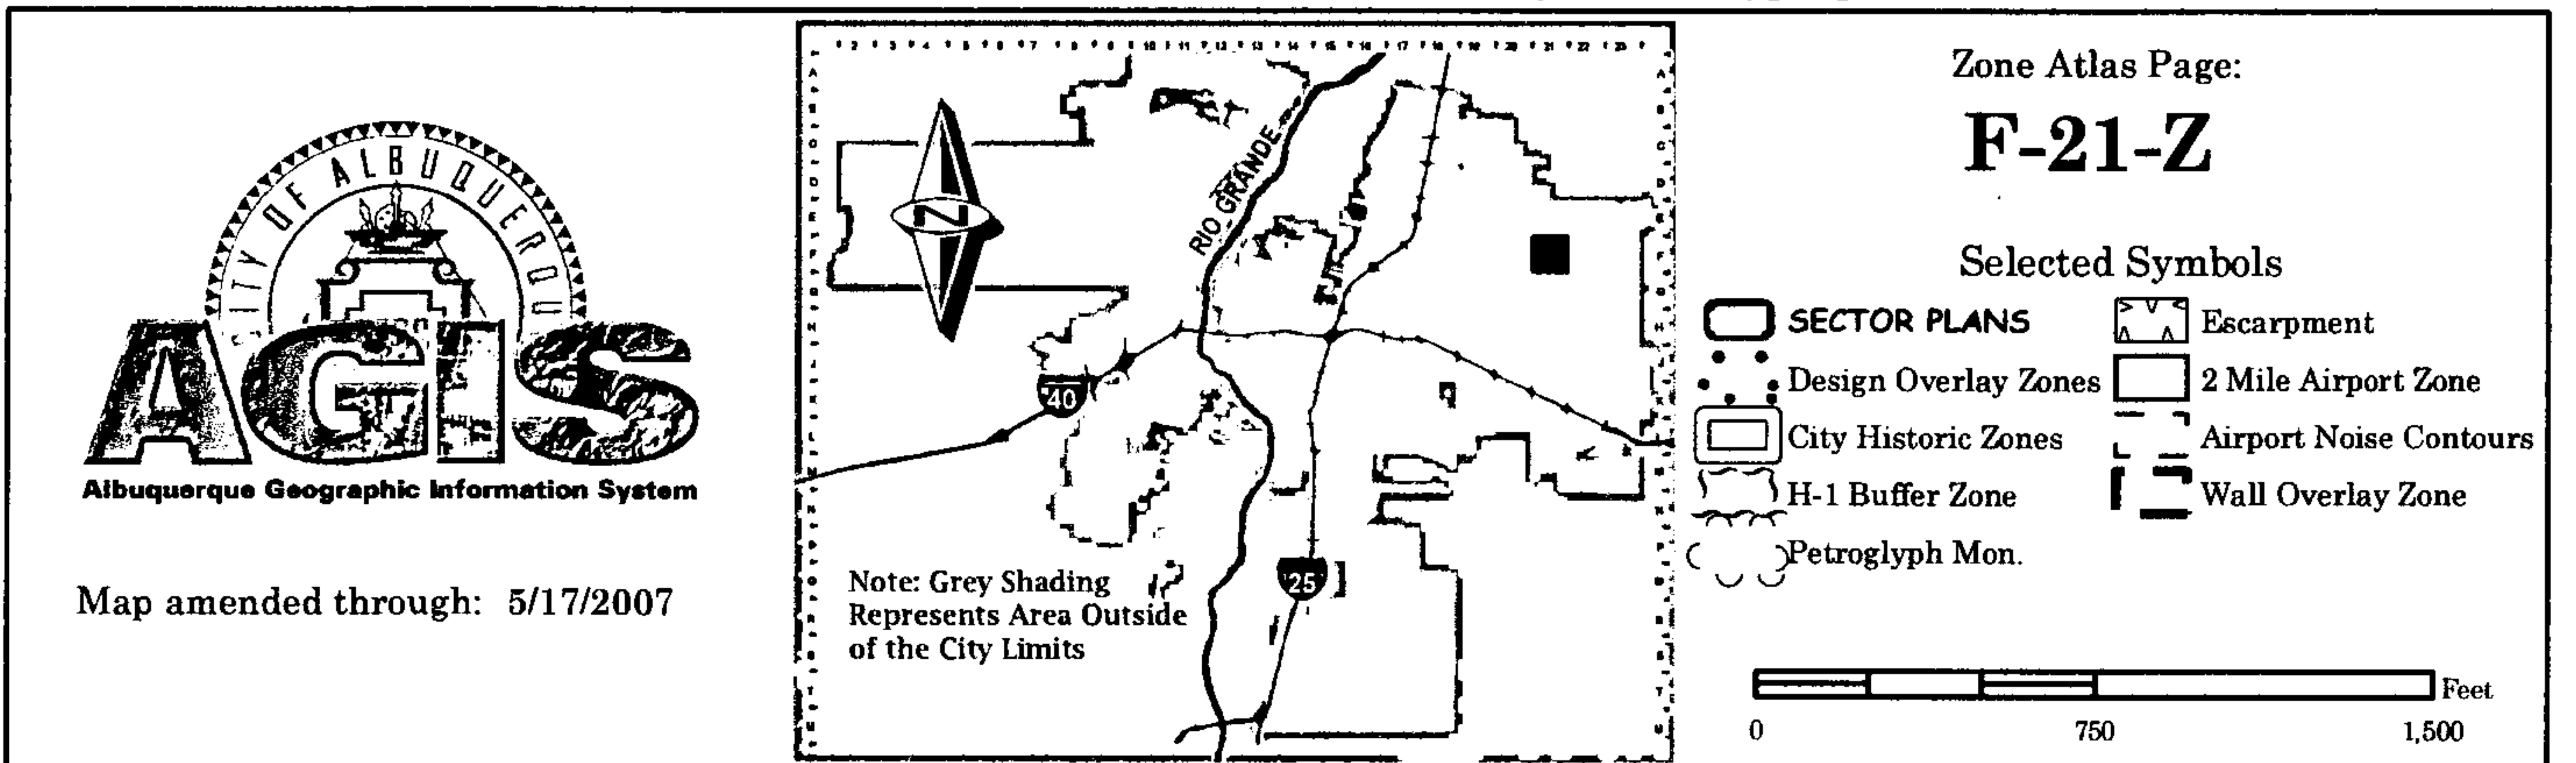 CITY OF ALBUQUERQU
AGIS
Albuquerque Geographic Information System
Map amended through: 5/17/2007
RIO GRANDE
N
40
25
Note: Grey Shading
Represents Area Outside
of the City Limits
Zone Atlas Page:
F-21-Z
Selected Symbols
SECTOR PLANS
Design Overlay Zones
City Historic Zones
H-1 Buffer Zone
Petroglyph Mon.
Escarpment
2 Mile Airport Zone
Airport Noise Contours
Wall Overlay Zone
Feet
0 750 1,500